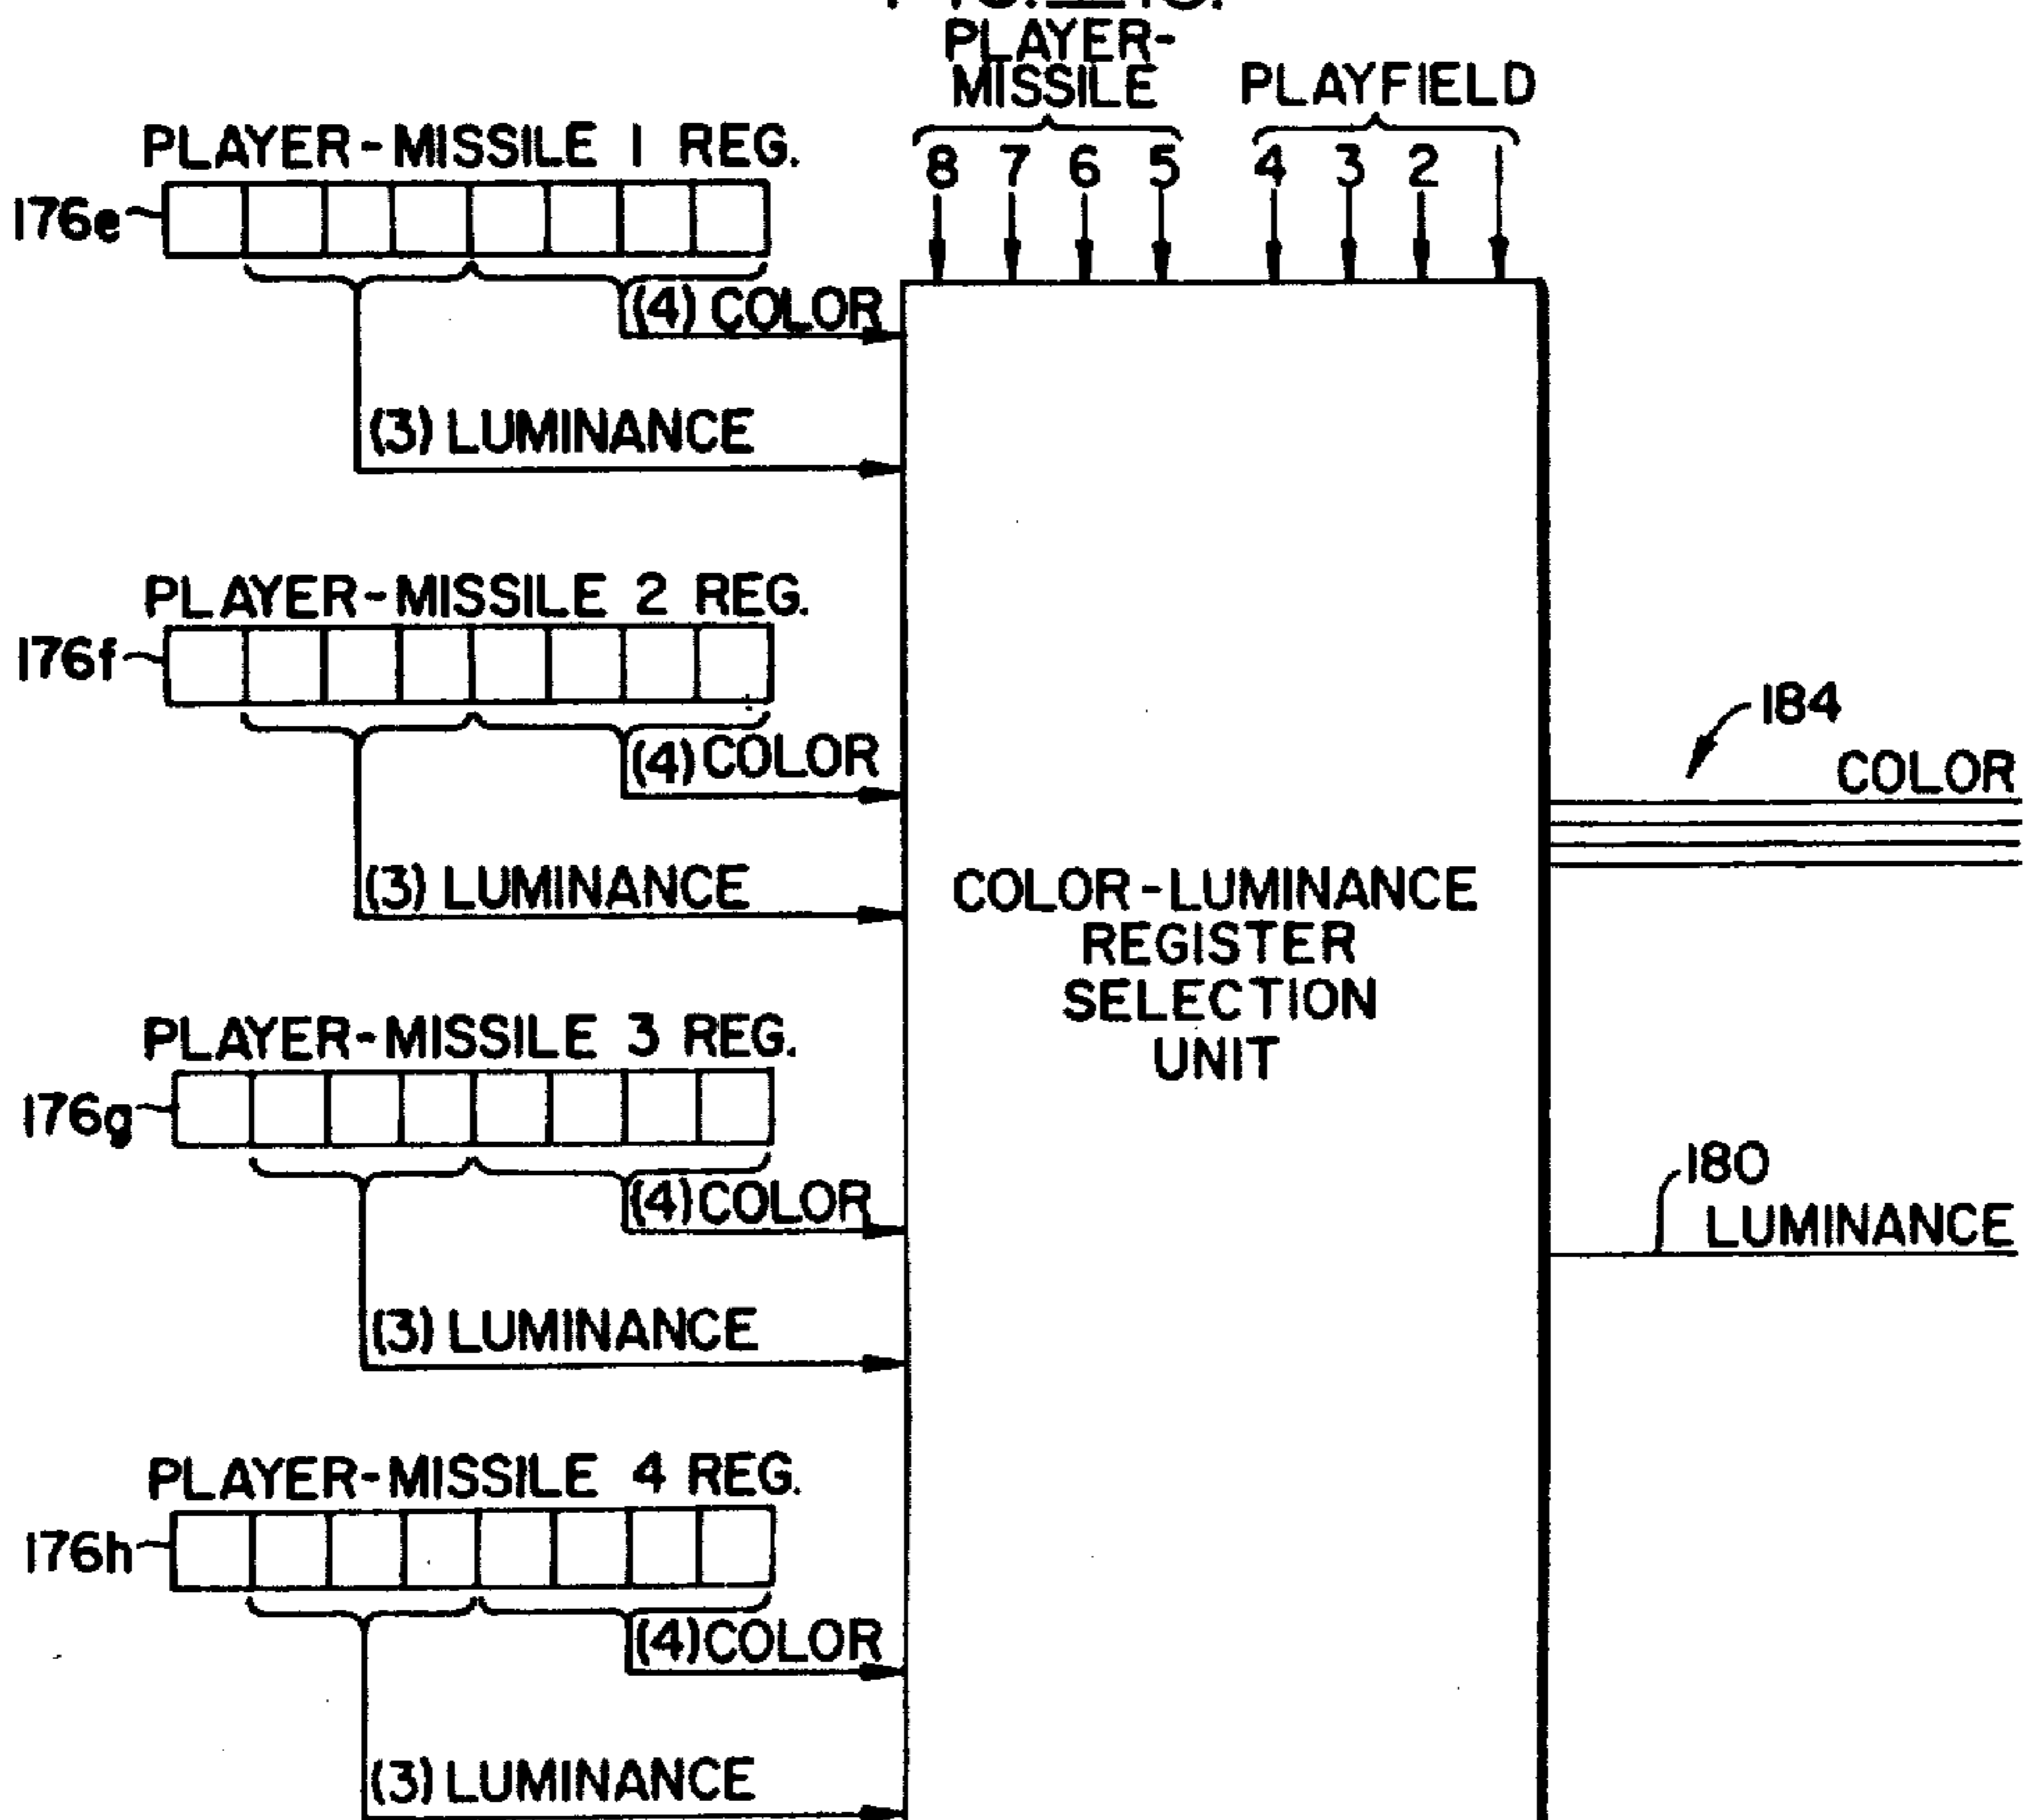 PLAYER-
MISSILE
PLAYFIELD
8 7 6 5 4 3 2
PLAYER-MISSILE 1 REG.
176e
(4) COLOR
(3) LUMINANCE
PLAYER-MISSILE 2 REG.
176f
(4) COLOR
(3) LUMINANCE
184
COLOR
COLOR-LUMINANCE
REGISTER
SELECTION
UNIT
PLAYER-MISSILE 3 REG.
176g
(4) COLOR
(3) LUMINANCE
180
LUMINANCE
PLAYER-MISSILE 4 REG.
176h
(4) COLOR
(3) LUMINANCE